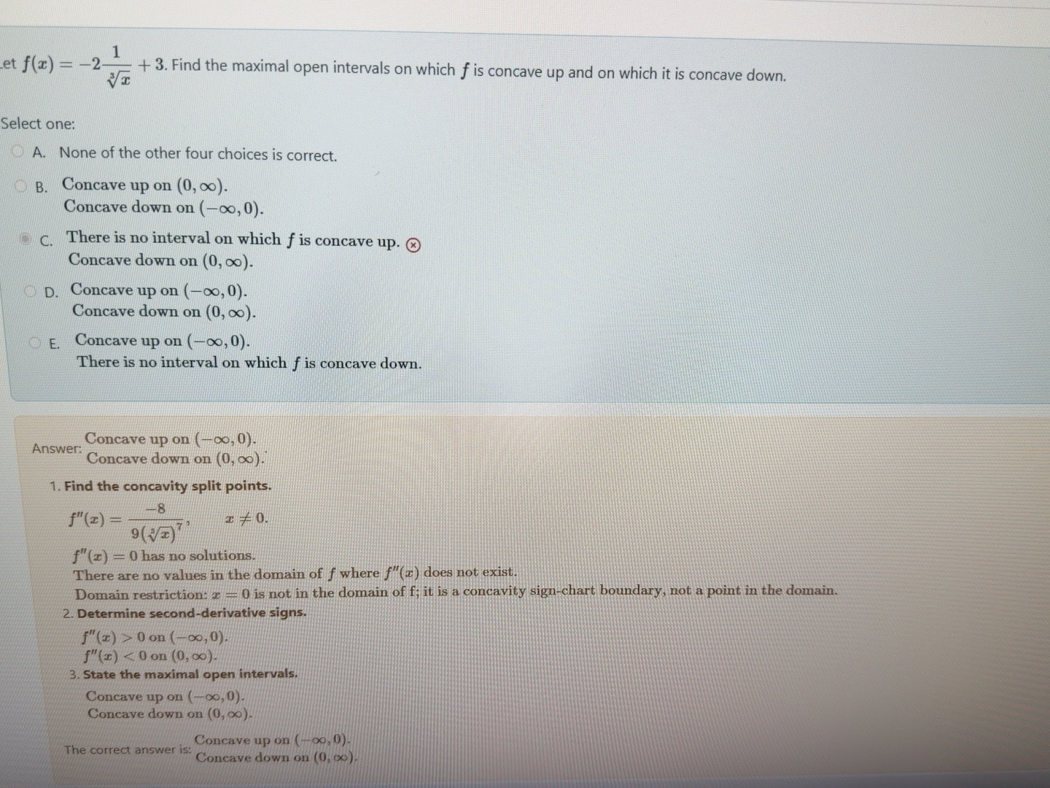 et f(x) = −2 1/∛x + 3. Find the maximal open intervals on which f is concave up and on which it is concave down.
Select one:
A. None of the other four choices is correct.
B. Concave up on (0, ∞).
Concave down on (−∞, 0).
C. There is no interval on which f is concave up.
Concave down on (0, ∞).
D. Concave up on (−∞, 0).
Concave down on (0, ∞).
E. Concave up on (−∞, 0).
There is no interval on which f is concave down.
Answer: Concave up on (−∞, 0).
Concave down on (0, ∞).
1. Find the concavity split points.
f″(x) = −8/9(∛x)⁷, x ≠ 0.
f″(x) = 0 has no solutions.
There are no values in the domain of f where f″(x) does not exist.
Domain restriction: x = 0 is not in the domain of f; it is a concavity sign-chart boundary, not a point in the domain.
2. Determine second-derivative signs.
f″(x) > 0 on (−∞, 0).
f″(x) < 0 on (0, ∞).
3. State the maximal open intervals.
Concave up on (−∞, 0).
Concave down on (0, ∞).
The correct answer is: Concave up on (−∞, 0).
Concave down on (0, ∞).